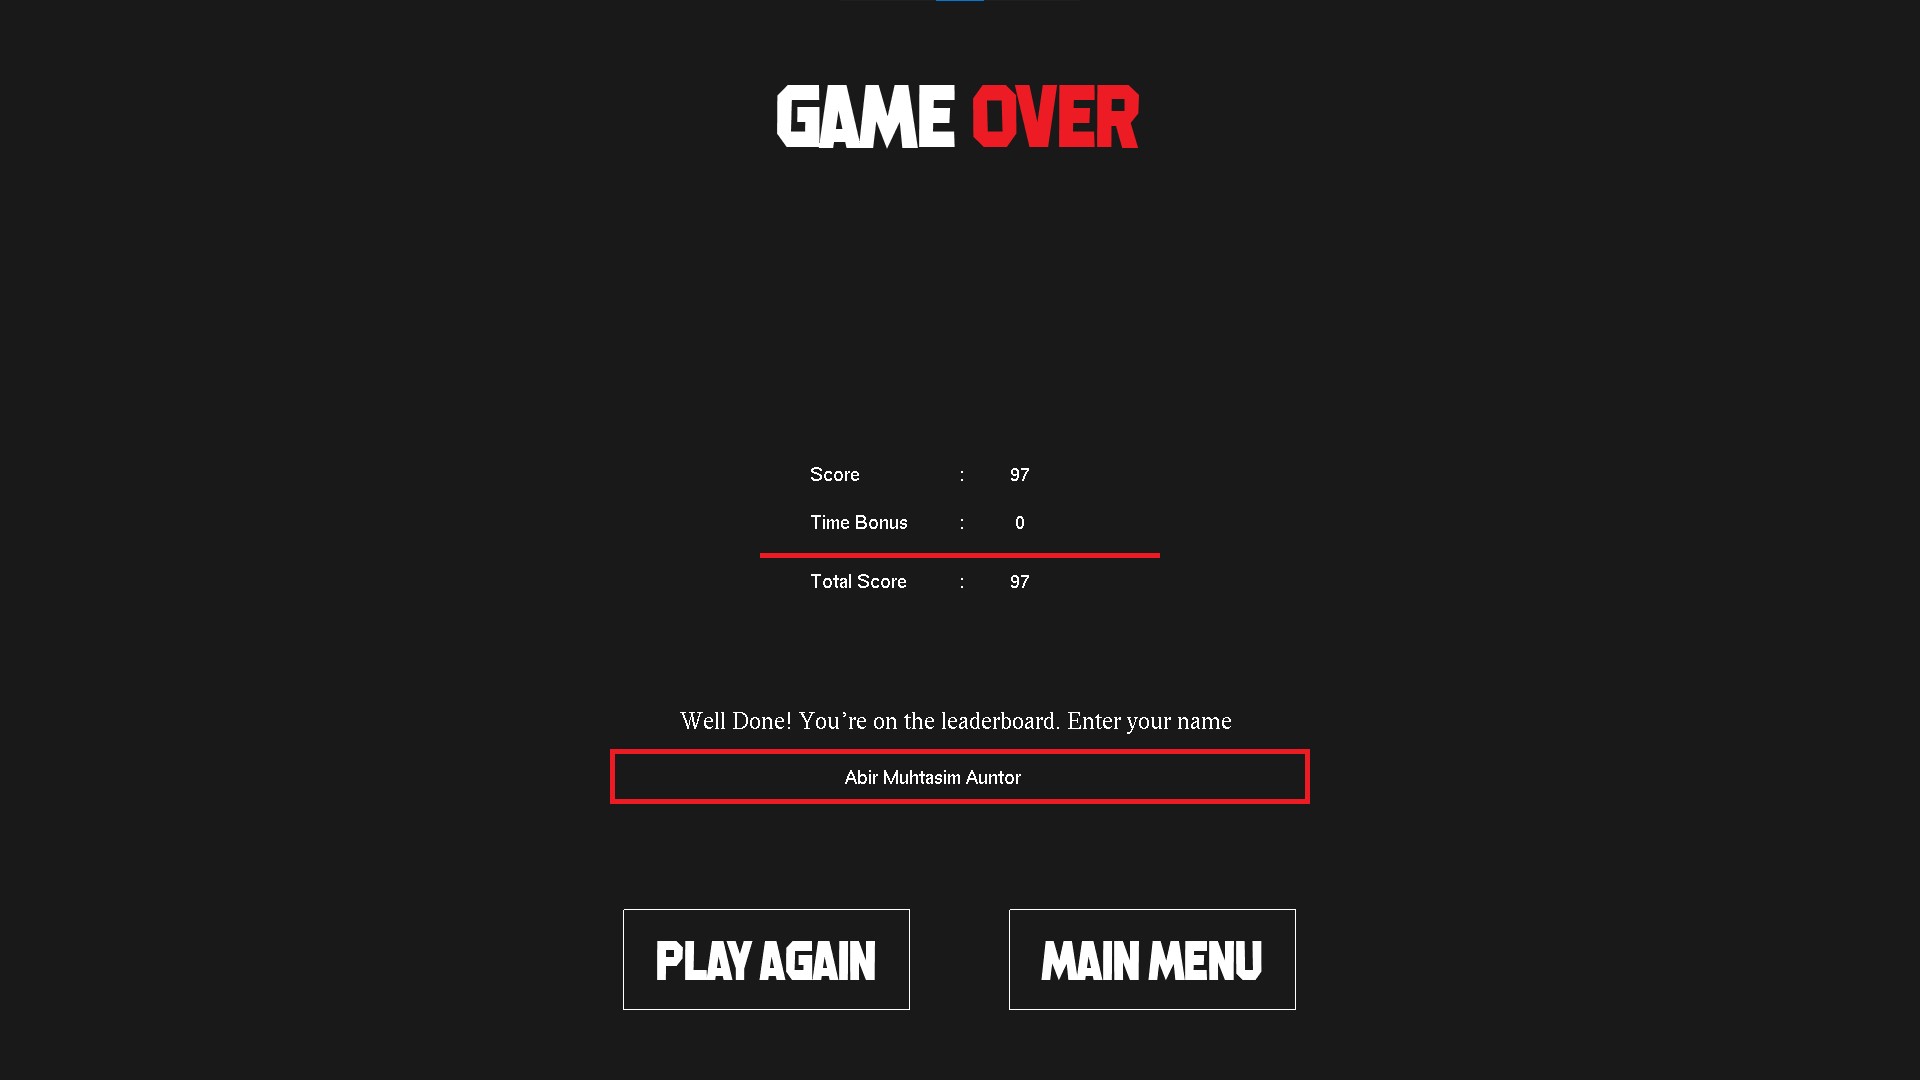 GAME OVER
Score : 97
Time Bonus : 0
Total Score : 97
Well Done! You’re on the leaderboard. Enter your name
Abir Muhtasim Auntor
PLAY AGAIN MAIN MENU